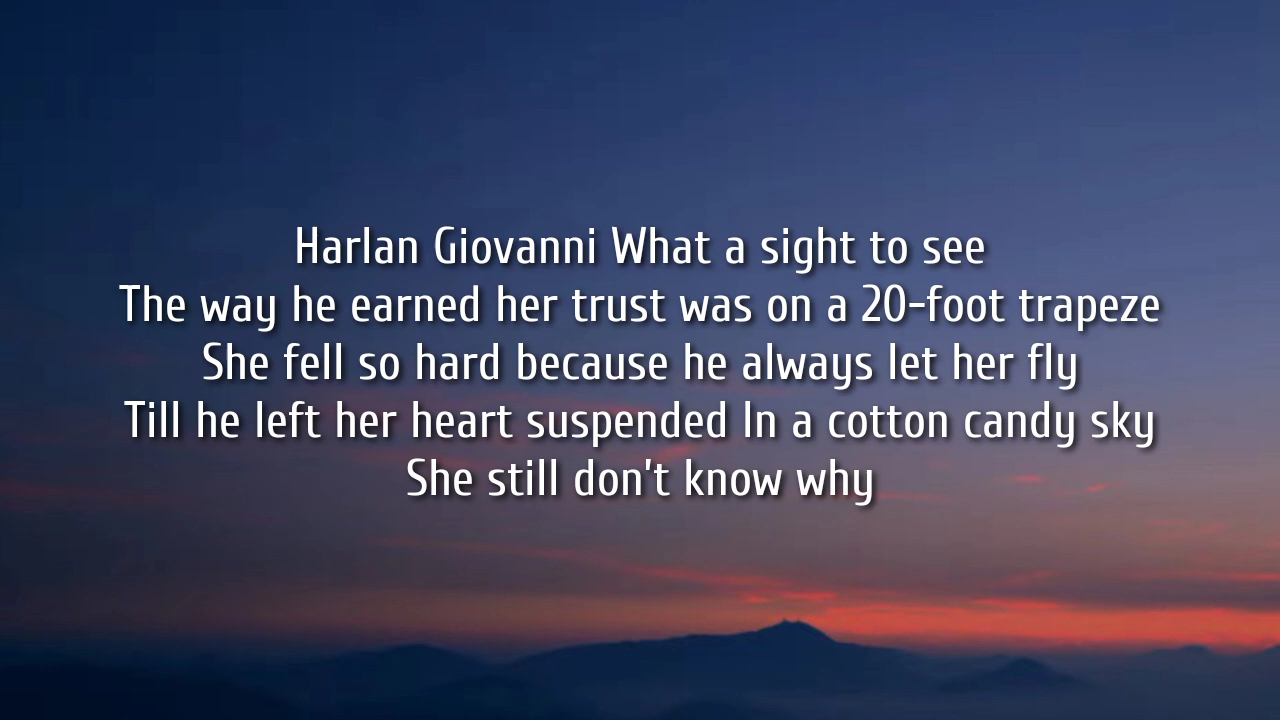 Harlan Giovanni What a sight to see
The way he earned her trust was on a 20-foot trapeze
She fell so hard because he always let her fly
Till he left her heart suspended In a cotton candy sky
She still don't know why